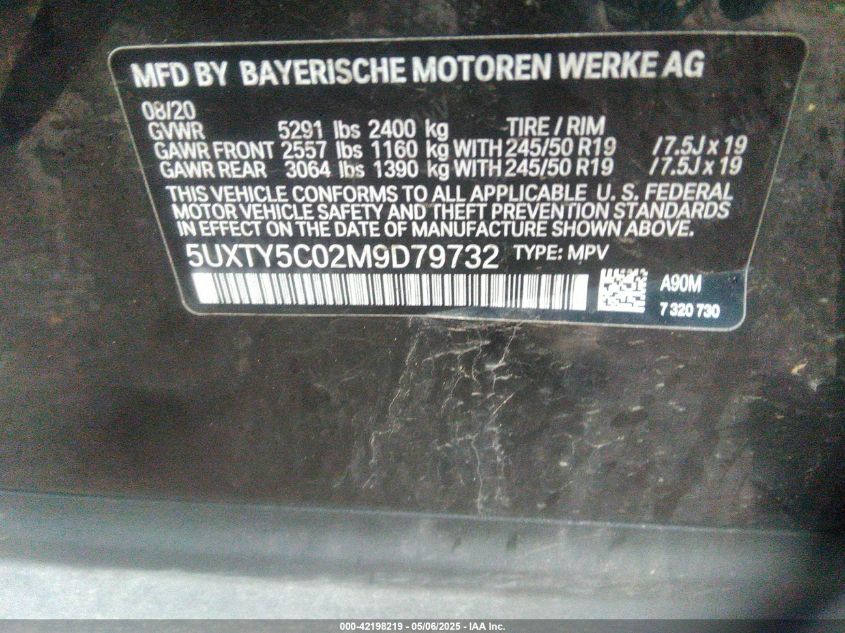 MFD BY BAYERISCHE MOTOREN WERKE AG
08/20
GVWR 5291 lbs 2400 kg TIRE / RIM
GAWR FRONT 2557 lbs 1160 kg WITH 245/50 R19 / 7.5J x 19
GAWR REAR 3064 lbs 1390 kg WITH 245/50 R19 / 7.5J x 19
THIS VEHICLE CONFORMS TO ALL APPLICABLE U. S. FEDERAL
MOTOR VEHICLE SAFETY AND THEFT PREVENTION STANDARDS
IN EFFECT ON THE DATE OF MANUFACTURE SHOWN ABOVE.
5UXTY5C02M9D79732 TYPE: MPV
A90M
7 320 730
000-42198219 - 05/06/2025 - IAA Inc.